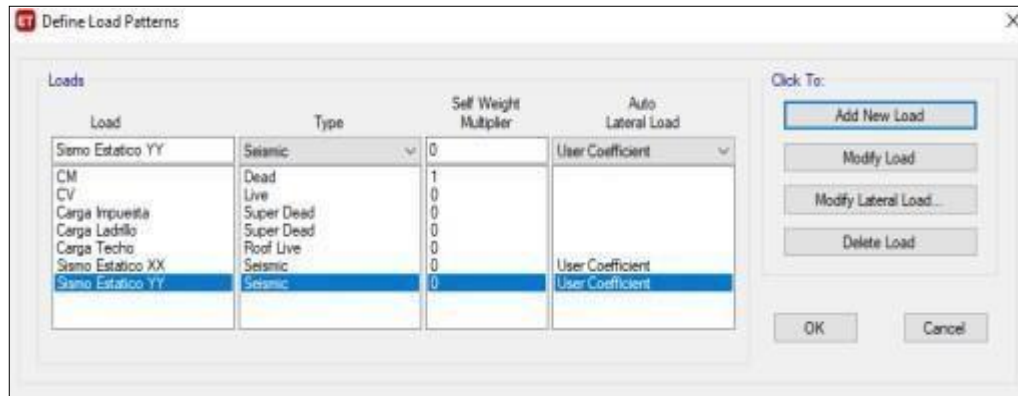 ET Define Load Patterns
Loads
Click To:
Load Type Self Weight Multiplier Auto Lateral Load
Sismo Estatico YY Seismic 0 User Coefficient
CM Dead 1
CV Live 0
Carga Impuesta Super Dead 0
Carga Ladrillo Super Dead 0
Carga Techo Roof Live 0
Sismo Estatico XX Seismic 0 User Coefficient
Sismo Estatico YY Seismic 0 User Coefficient
Add New Load
Modify Load
Modify Lateral Load...
Delete Load
OK Cancel